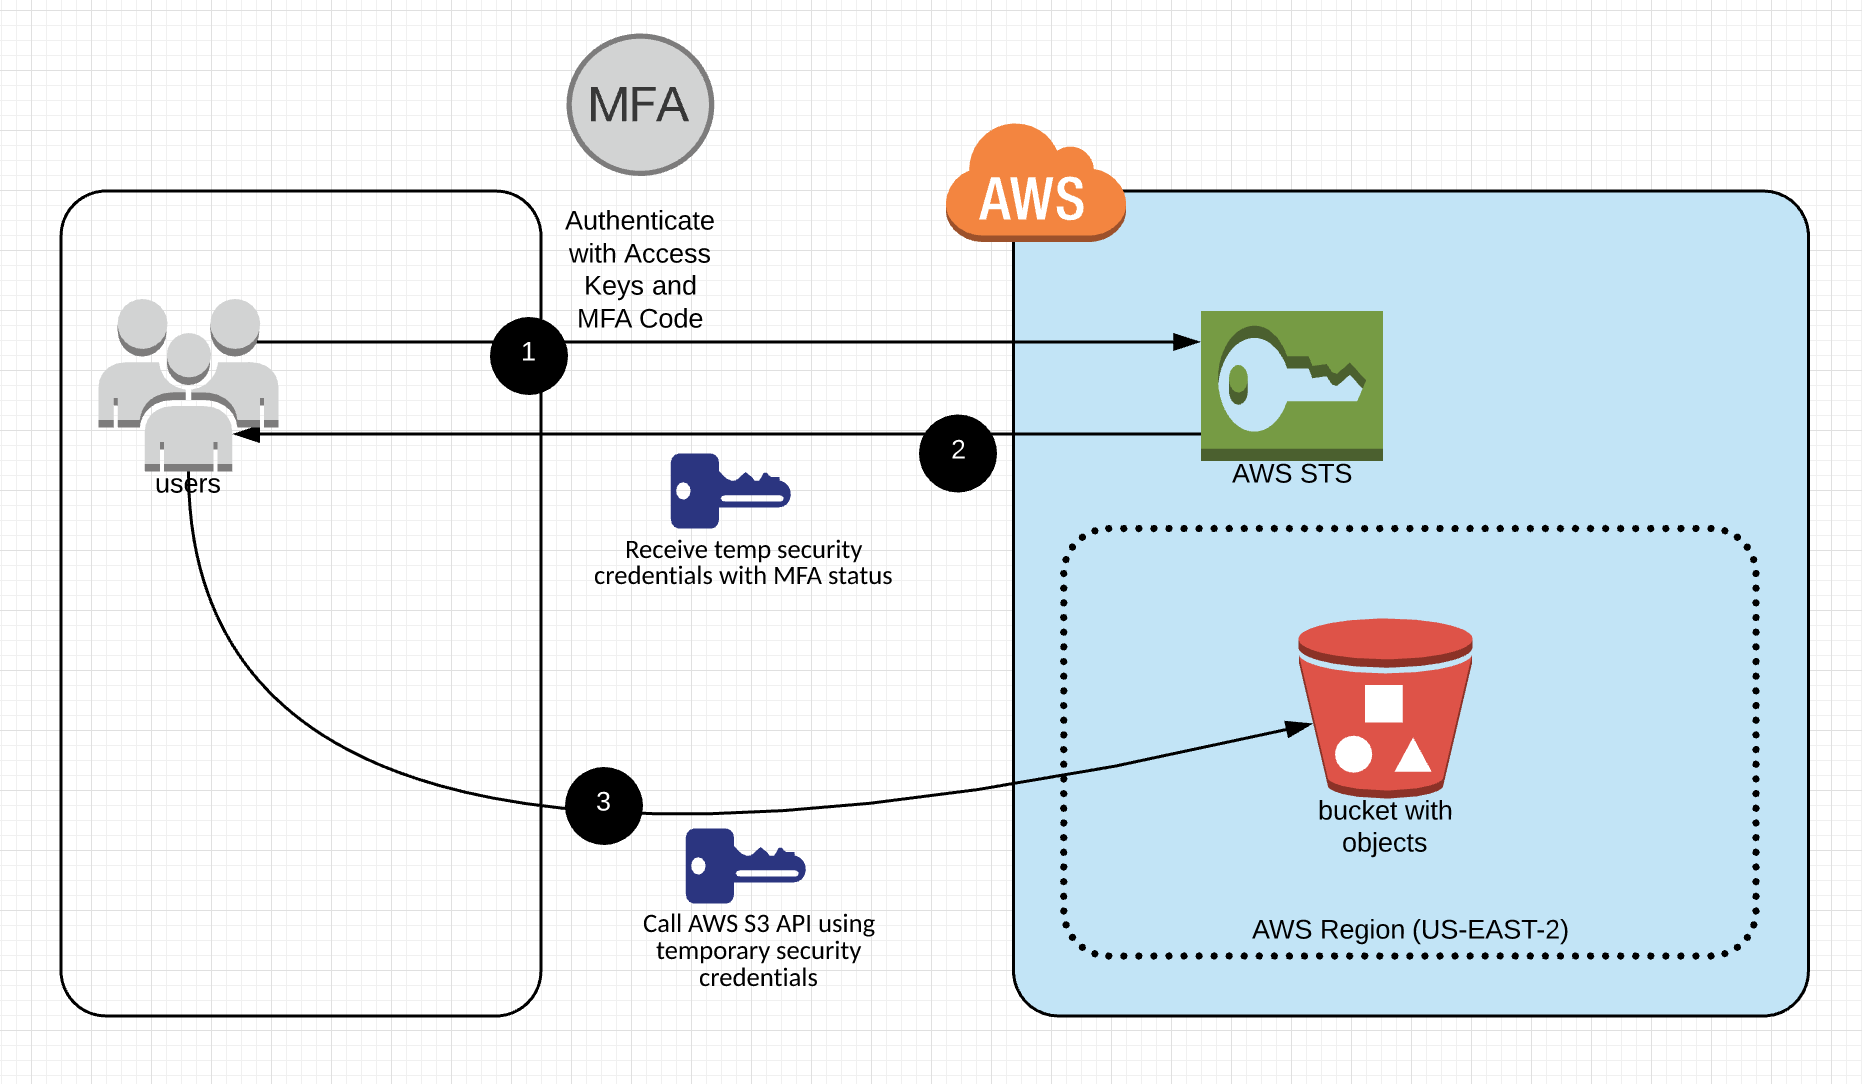 MFA
Authenticate
with Access
Keys and
MFA Code
AWS
1
users
2
AWS STS
Receive temp security
credentials with MFA status
3
bucket with
objects
Call AWS S3 API using
temporary security
credentials
AWS Region (US-EAST-2)